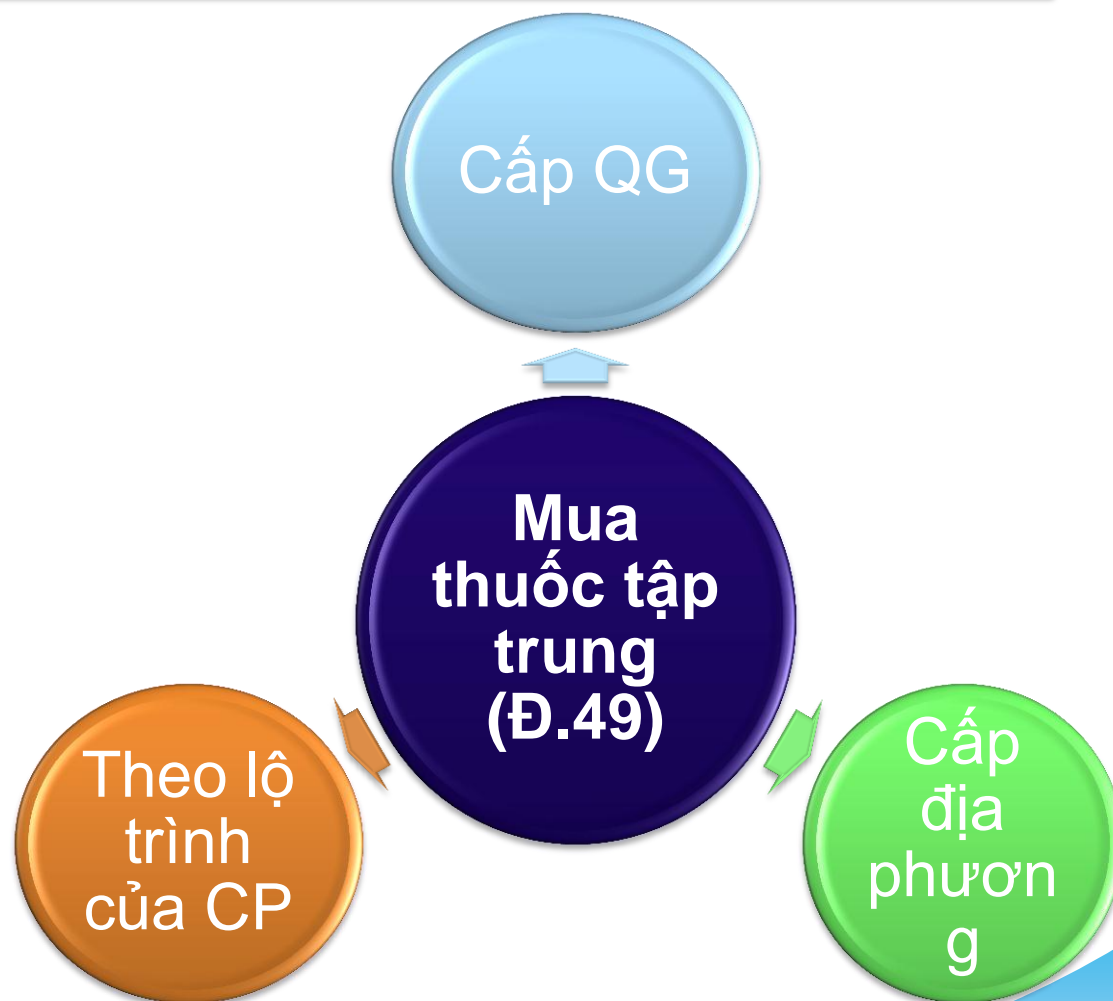 Cấp QG
Mua
thuốc tập
trung
(Đ.49)
Theo lộ
trình
của CP
Cấp
địa
phươn
g